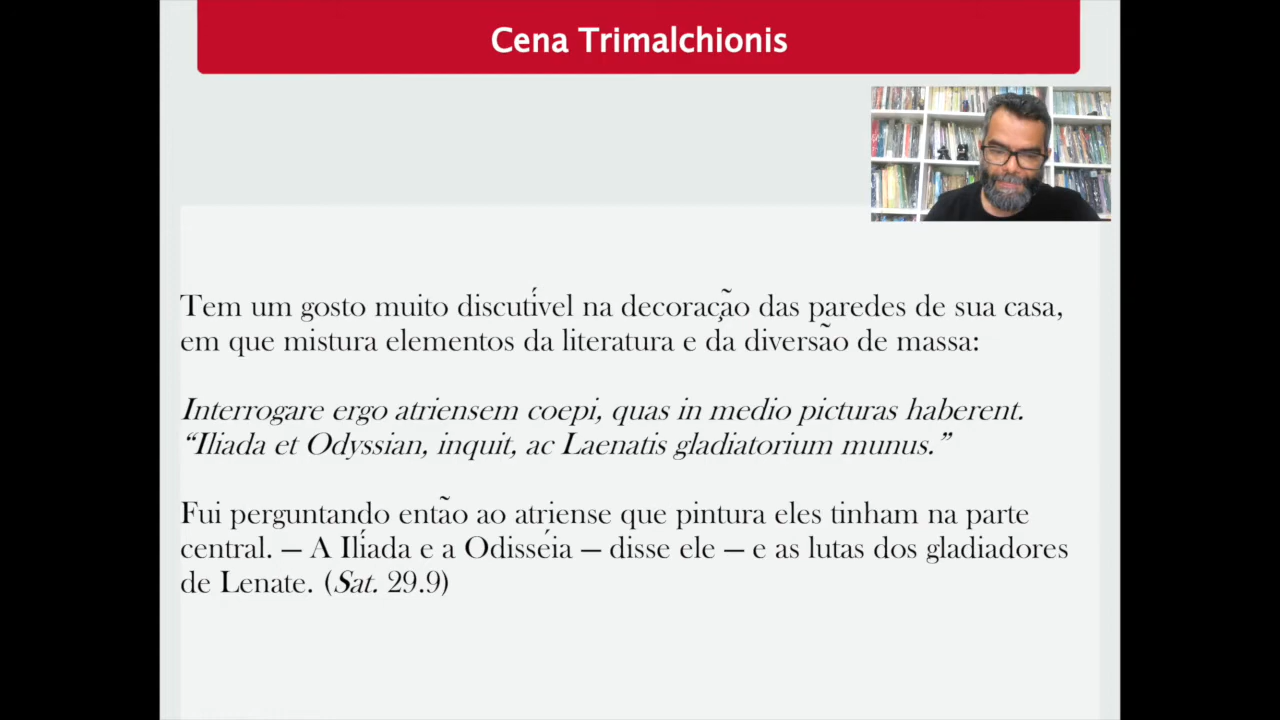 Cena Trimalchionis
Tem um gosto muito discutível na decoração das paredes de sua casa,
em que mistura elementos da literatura e da diversão de massa:
Interrogare ergo atriensem coepi, quas in medio picturas haberent.
“Iliada et Odyssian, inquit, ac Laenatis gladiatorium munus.”
Fui perguntando então ao atriense que pintura eles tinham na parte
central. — A Ilíada e a Odisséia — disse ele — e as lutas dos gladiadores
de Lenate. (Sat. 29.9)